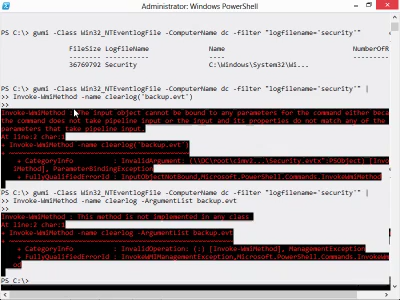 Administrator: Windows PowerShell
PS C:\> gwmi -Class Win32_NTEventlogFile -ComputerName dc -filter "logfilename='security'"
FileSize LogfileName Name NumberOfR
-------- ----------- ---- ---------
36769792 Security C:\Windows\System32\Wi...
PS C:\> gwmi -Class Win32_NTEventlogFile -ComputerName dc -filter "logfilename='security'" |
>> Invoke-WmiMethod -name clearlog('backup.evt')
>>
Invoke-WmiMethod : The input object cannot be bound to any parameters for the command either beca
the command does not take pipeline input or the input and its properties do not match any of the
parameters that take pipeline input.
At line:2 char:1
+ Invoke-WmiMethod -name clearlog('backup.evt')
+ CategoryInfo : InvalidArgument: (\\DC\root\cimv2...\Security.evtx":PSObject) [Invo
Method], ParameterBindingException
+ FullyQualifiedErrorId : InputObjectNotBound,Microsoft.PowerShell.Commands.InvokeWmiMethod
PS C:\> gwmi -Class Win32_NTEventlogFile -ComputerName dc -filter "logfilename='security'" |
>> Invoke-WmiMethod -name clearlog -ArgumentList backup.evt
>>
Invoke-WmiMethod : This method is not implemented in any class
At line:2 char:1
+ Invoke-WmiMethod -name clearlog -ArgumentList backup.evt
+ CategoryInfo : InvalidOperation: (:) [Invoke-WmiMethod], ManagementException
+ FullyQualifiedErrorId : InvokeWMIManagementException,Microsoft.PowerShell.Commands.InvokeWm
od
PS C:\>